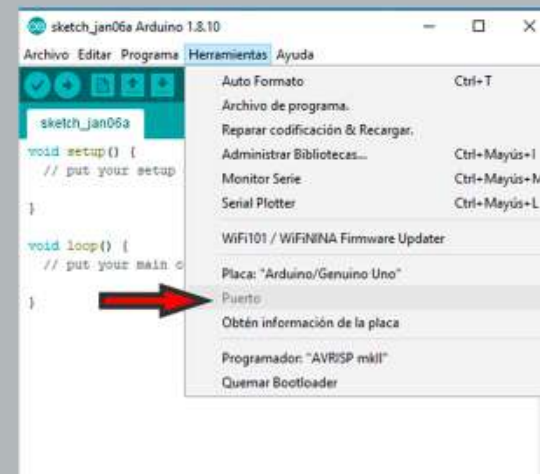 sketch_jan06a Arduino 1.8.10
Archivo Editar Programa Herramientas Ayuda
sketch_jan06a
void setup() {
// put your setup
}
void loop() {
// put your main c
}
Auto Formato Ctrl+T
Archivo de programa.
Reparar codificación & Recargar.
Administrar Bibliotecas... Ctrl+Mayús+I
Monitor Serie Ctrl+Mayús+M
Serial Plotter Ctrl+Mayús+L
WiFi101 / WiFiNINA Firmware Updater
Placa: "Arduino/Genuino Uno"
Puerto
Obtén información de la placa
Programador: "AVRISP mkII"
Quemar Bootloader